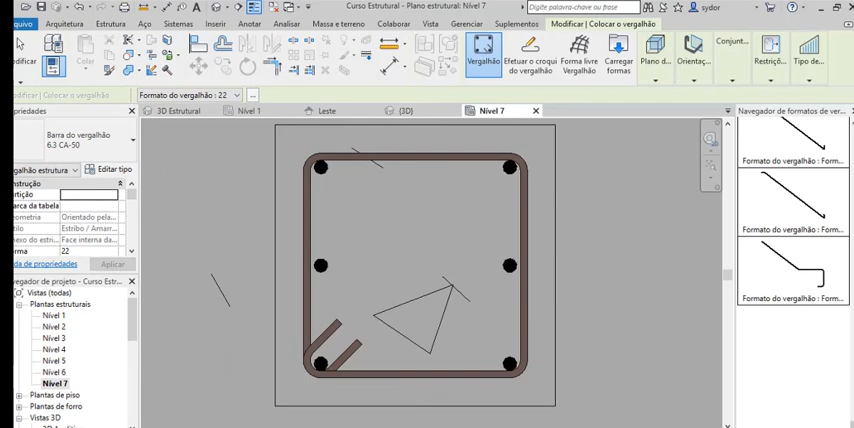 Curso Estrutural - Plano estrutural: Nível 7
Digite palavra-chave ou frase
sydor
quivo
Arquitetura
Estrutura
Aço
Sistemas
Inserir
Anotar
Analisar
Massa e terreno
Colaborar
Vista
Gerenciar
Suplementos
Modificar | Colocar o vergalhão
odificar
Colar
Vergalhão
Efetuar o croqui
do vergalhão
Forma livre
Vergalhão
Carregar
formas
Plano d...
Orientaç...
Conjunt...
Restriçõ...
Tipo de...
odificar | Colocar o vergalhão
Formato do vergalhão : 22
...
3D Estrutural
Nível 1
Leste
{3D}
Nível 7
Navegador de formatos de ver...
priedades
Barra do vergalhão
6.3 CA-50
rgalhão estrutura
Editar tipo
nstrução
rtição
arca da tabela
eometria
Orientado pela...
tilo
Estribo / Amarr...
nexo do estri...
Face interna da...
orma
22
da de propriedades
Aplicar
vegador de projeto - Curso Estr...
Vistas (todas)
Plantas estruturais
Nível 1
Nível 2
Nível 3
Nível 4
Nível 5
Nível 6
Nível 7
Plantas de piso
Plantas de forro
Vistas 3D
Formato do vergalhão : Form...
Formato do vergalhão : Form...
Formato do vergalhão : Form...